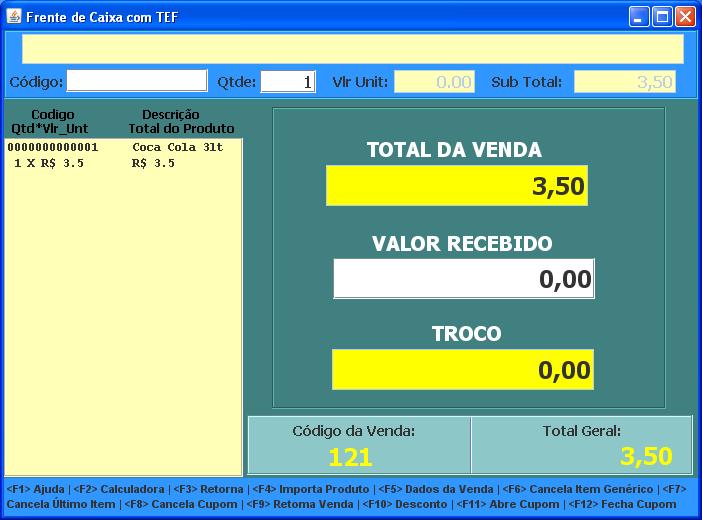 Frente de Caixa com TEF
Código: Qtde: 1 Vlr Unit: 0.00 Sub Total: 3,50
Codigo Descrição
Qtd*Vlr_Unt Total do Produto
0000000000001 Coca Cola 3lt
1 X R$ 3.5 R$ 3.5
TOTAL DA VENDA
3,50
VALOR RECEBIDO
0,00
TROCO
0,00
Código da Venda: Total Geral:
121 3,50
<F1> Ajuda | <F2> Calculadora | <F3> Retorna | <F4> Importa Produto | <F5> Dados da Venda | <F6> Cancela Item Genérico | <F7>
Cancela Último Item | <F8> Cancela Cupom | <F9> Retoma Venda | <F10> Desconto | <F11> Abre Cupom | <F12> Fecha Cupom